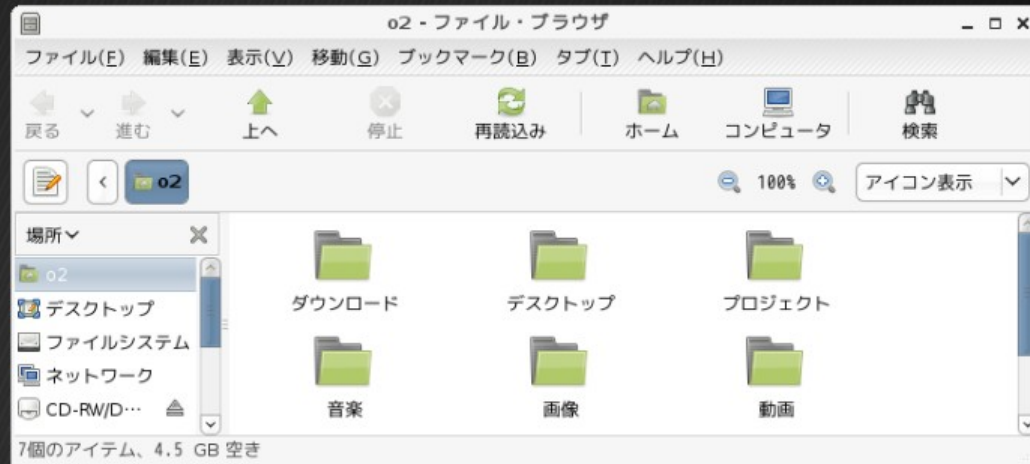 o2 - ファイル・ブラウザ
ファイル(F) 編集(E) 表示(V) 移動(G) ブックマーク(B) タブ(T) ヘルプ(H)
戻る 進む 上へ 停止 再読込み ホーム コンピュータ 検索
o2 100% アイコン表示
場所
o2
デスクトップ
ファイルシステム
ネットワーク
CD-RW/D…
ダウンロード デスクトップ プロジェクト
音楽 画像 動画
7個のアイテム、4.5 GB 空き